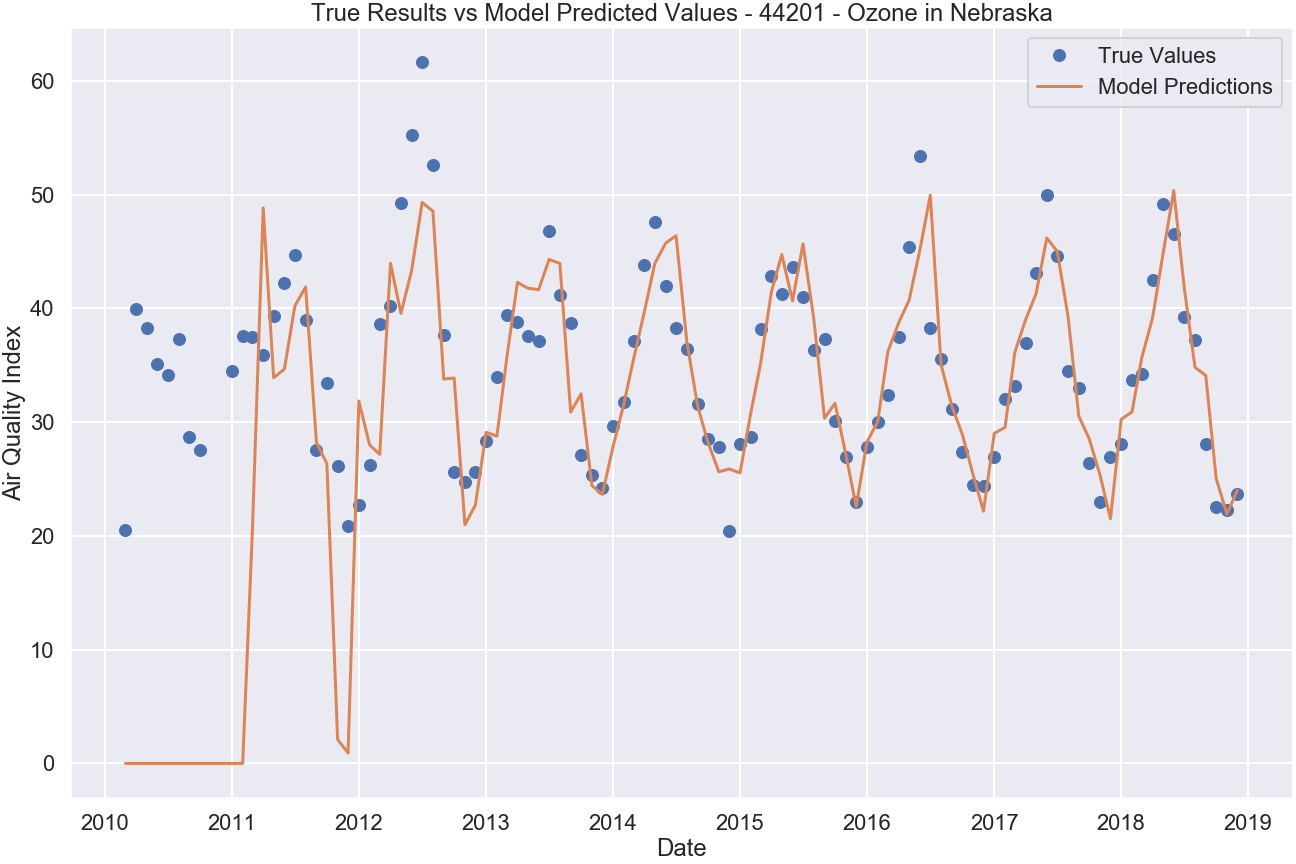 True Results vs Model Predicted Values - 44201 - Ozone in Nebraska
True Values
Model Predictions
Air Quality Index
60
50
40
30
20
10
0
2010 2011 2012 2013 2014 2015 2016 2017 2018 2019
Date